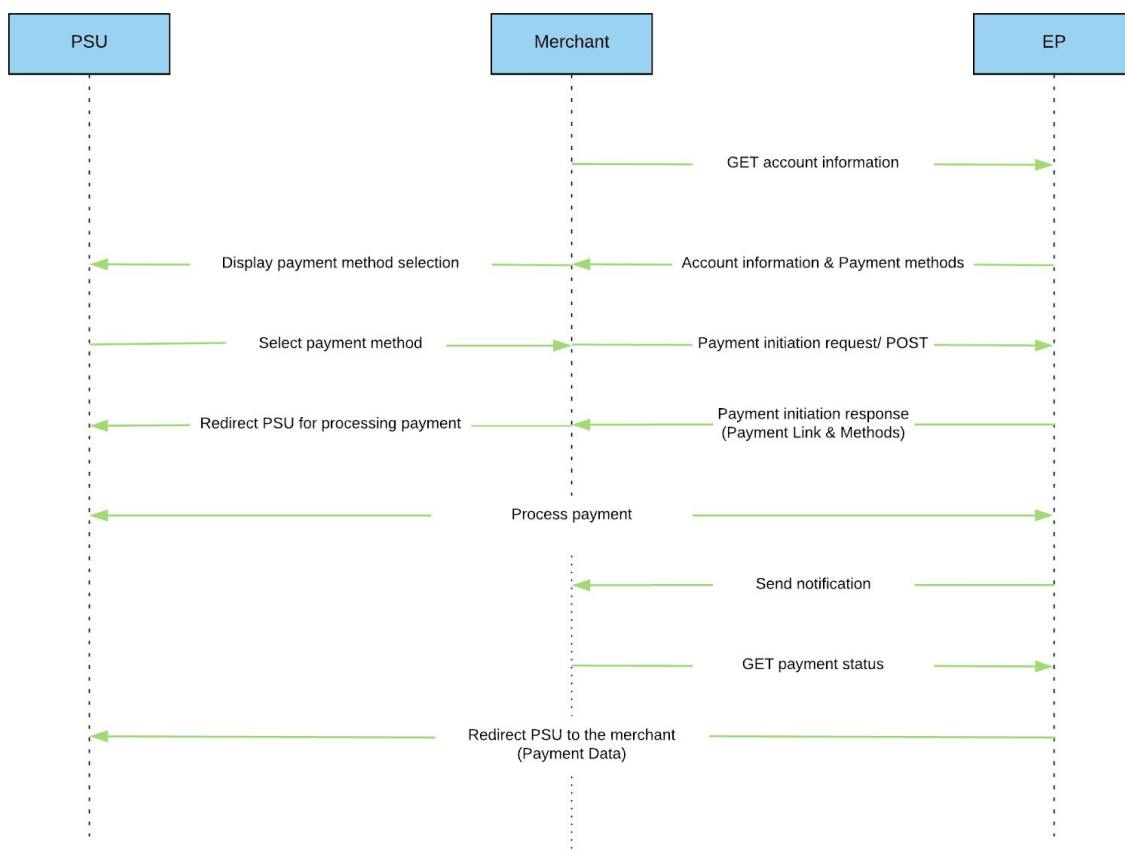 PSU
Merchant
EP
GET account information
Display payment method selection
Account information & Payment methods
Select payment method
Payment initiation request/ POST
Redirect PSU for processing payment
Payment initiation response
(Payment Link & Methods)
Process payment
Send notification
GET payment status
Redirect PSU to the merchant
(Payment Data)